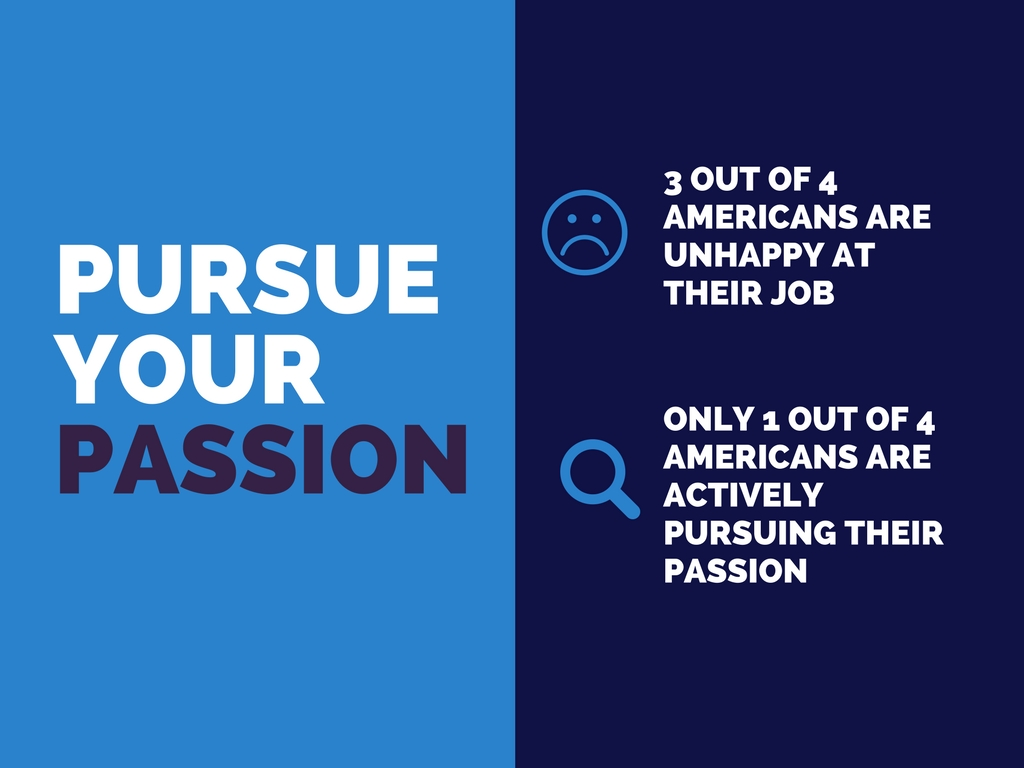 PURSUE
YOUR
PASSION
3 OUT OF 4
AMERICANS ARE
UNHAPPY AT
THEIR JOB
ONLY 1 OUT OF 4
AMERICANS ARE
ACTIVELY
PURSUING THEIR
PASSION